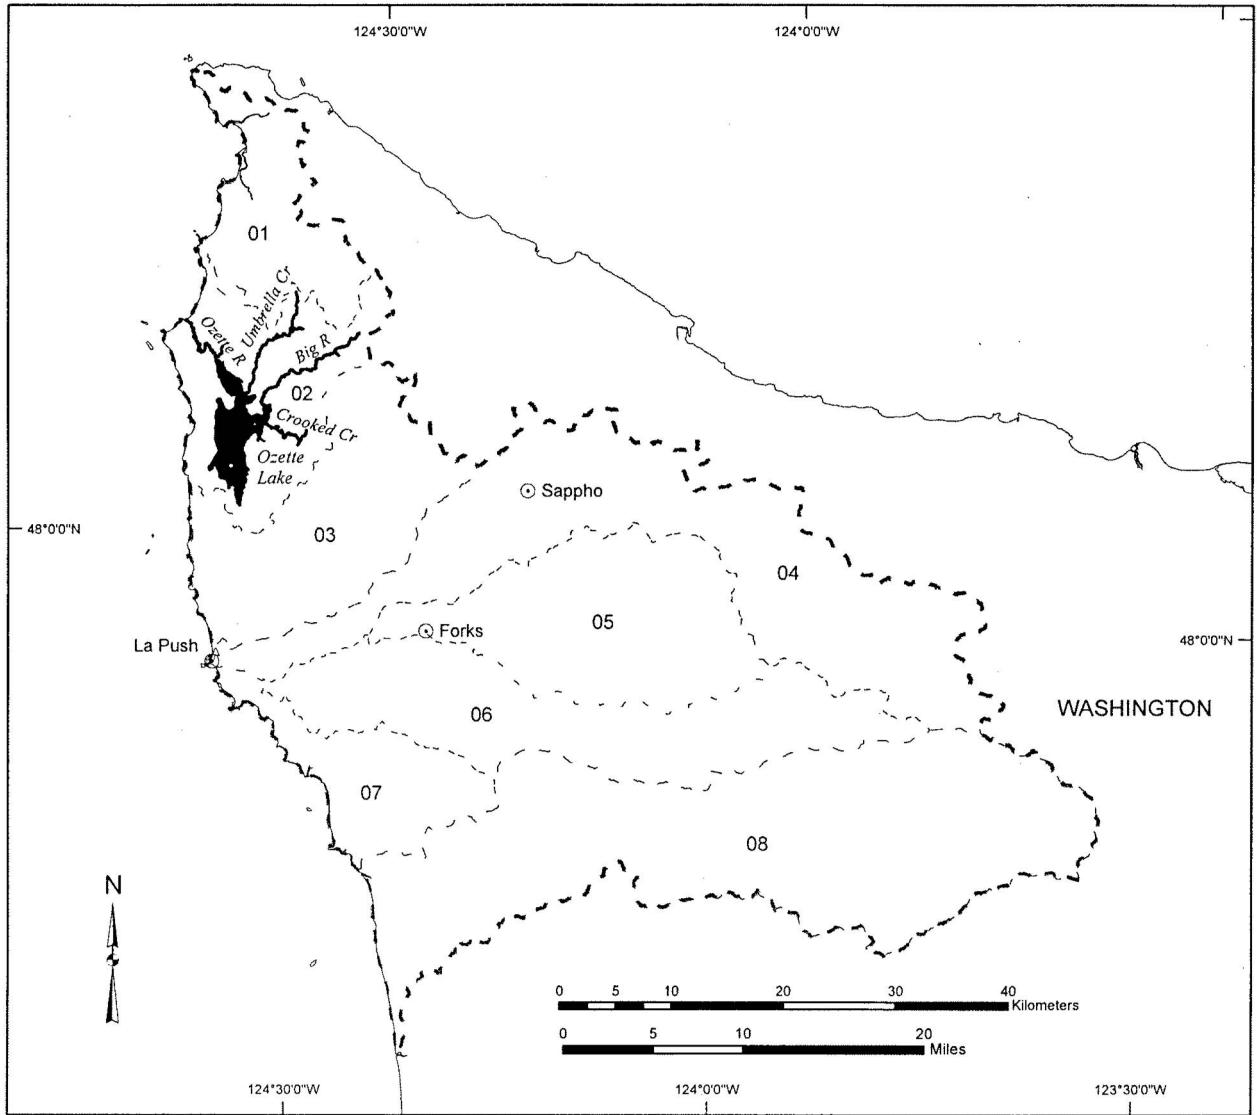 124°30'0"W
124°0'0"W
01
Umbrella Cr
Ozette R
Big R
02
Crooked Cr
Ozette
Lake
Sappho
48°0'0"N
03
04
05
Forks
La Push
48°0'0"N
06
WASHINGTON
07
08
N
0 5 10 20 30 40
Kilometers
0 5 10 20
Miles
124°30'0"W
124°0'0"W
123°30'0"W